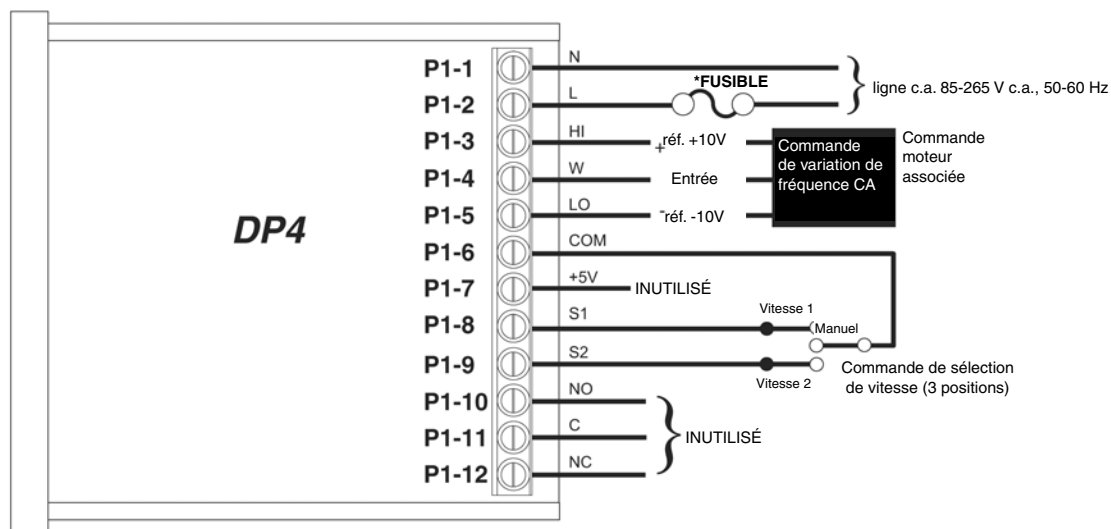 DP4
P1-1
N
P1-2
L
*FUSIBLE
ligne c.a. 85-265 V c.a., 50-60 Hz
P1-3
HI
+réf. +10V
P1-4
W
Entrée
P1-5
LO
-réf. -10V
Commande
de variation de
fréquence CA
Commande
moteur
associée
P1-6
COM
P1-7
+5V
INUTILISÉ
P1-8
S1
Vitesse 1
Manuel
P1-9
S2
Vitesse 2
Commande de sélection
de vitesse (3 positions)
P1-10
NO
P1-11
C
INUTILISÉ
P1-12
NC